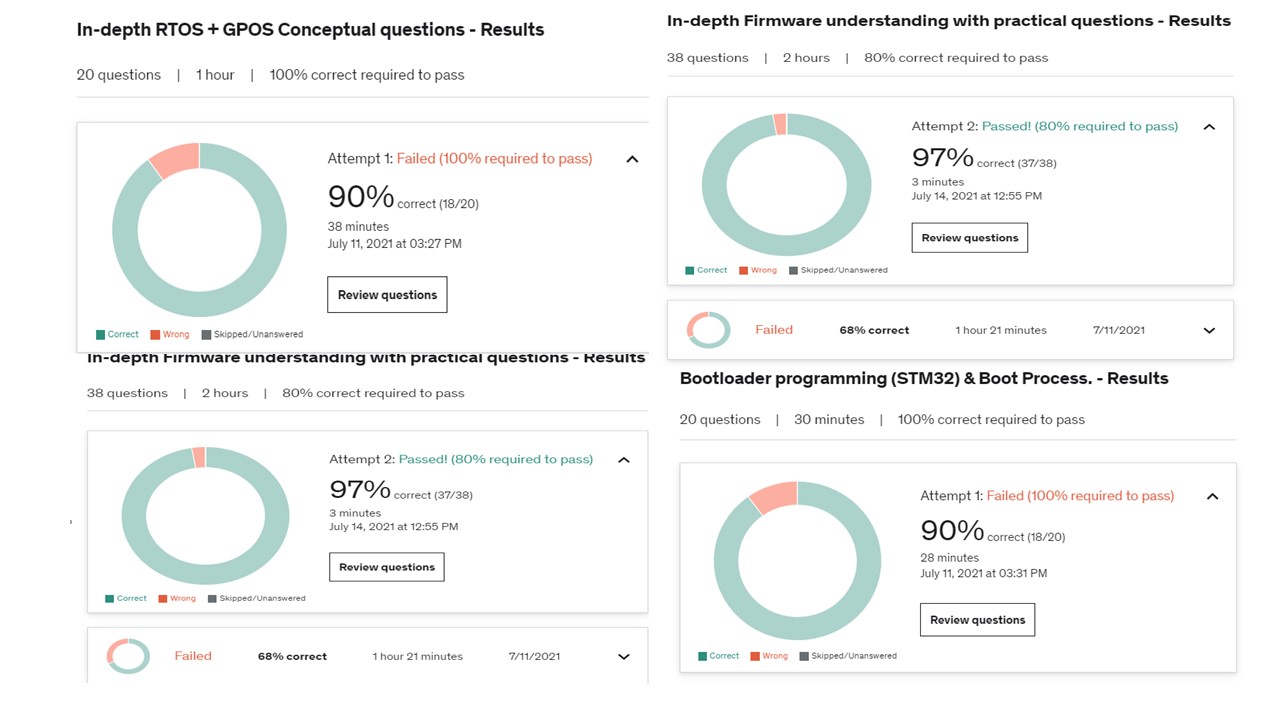 In-depth RTOS + GPOS Conceptual questions - Results
20 questions | 1 hour | 100% correct required to pass
Attempt 1: Failed (100% required to pass)
90% correct (18/20)
38 minutes
July 11, 2021 at 03:27 PM
Review questions
Correct Wrong Skipped/Unanswered
In-depth Firmware understanding with practical questions - Results
38 questions | 2 hours | 80% correct required to pass
Attempt 2: Passed! (80% required to pass)
97% correct (37/38)
3 minutes
July 14, 2021 at 12:55 PM
Review questions
Correct Wrong Skipped/Unanswered
Failed 68% correct 1 hour 21 minutes 7/11/2021
In-depth Firmware understanding with practical questions - Results
38 questions | 2 hours | 80% correct required to pass
Attempt 2: Passed! (80% required to pass)
97% correct (37/38)
3 minutes
July 14, 2021 at 12:55 PM
Review questions
Correct Wrong Skipped/Unanswered
Failed 68% correct 1 hour 21 minutes 7/11/2021
Bootloader programming (STM32) & Boot Process. - Results
20 questions | 30 minutes | 100% correct required to pass
Attempt 1: Failed (100% required to pass)
90% correct (18/20)
28 minutes
July 11, 2021 at 03:31 PM
Review questions
Correct Wrong Skipped/Unanswered